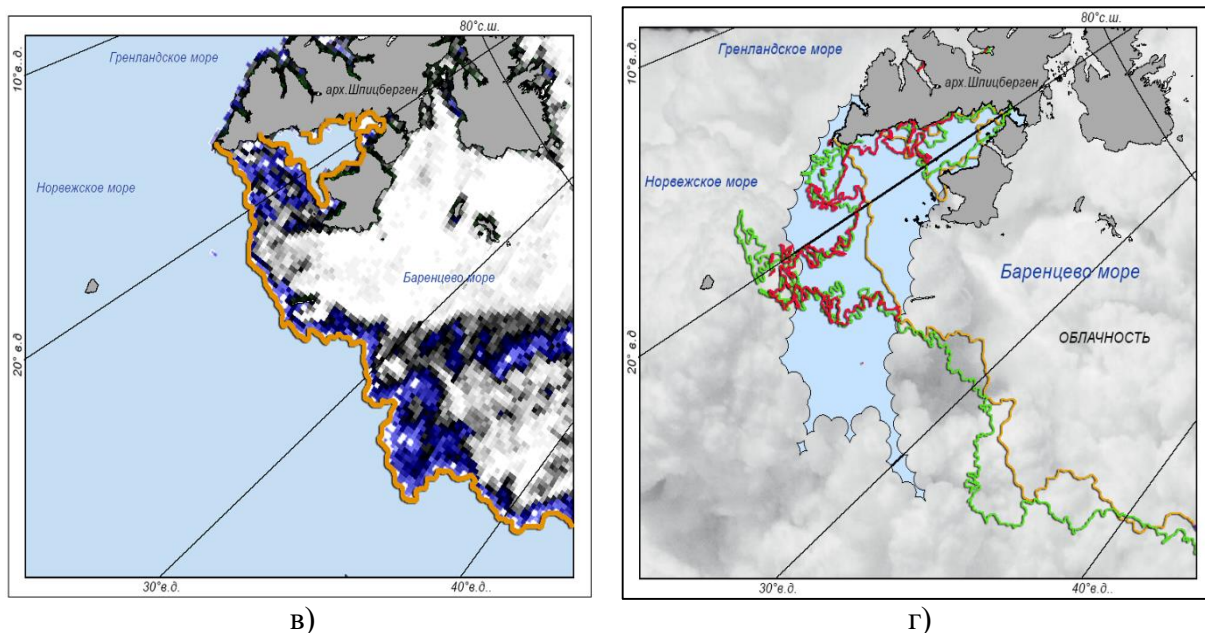 80°с.ш.
10°в.д.
Гренландское море
арх.Шпицберген
Норвежское море
Баренцево море
20° в.д
30°в.д.
40°в.д..
в)
80°с.ш.
10°в.д.
Гренландское море
арх.Шпицберген
Норвежское море
Баренцево море
ОБЛАЧНОСТЬ
20° в.д
30°в.д.
40°в.д..
г)